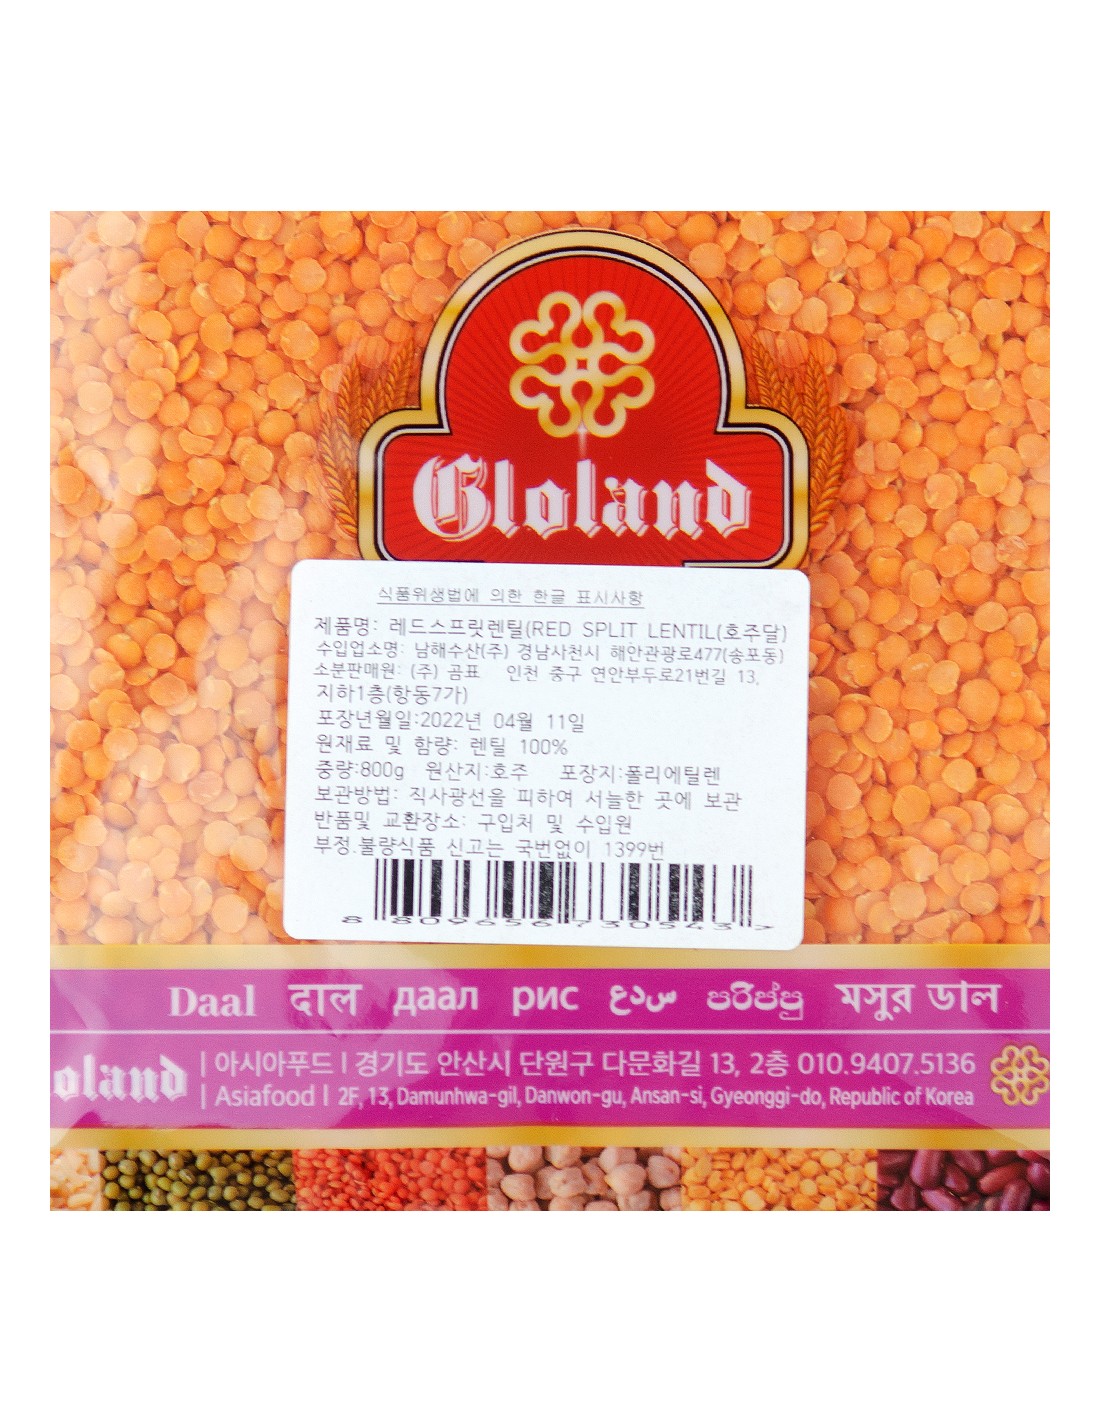 Gloland
식품위생법에 의한 한글 표시사항
제품명: 레드스프릿렌틸(RED SPLIT LENTIL(호주달)
수입업소명: 남해수산(주) 경남사천시 해안관광로477(송포동)
소분판매원: (주) 곰표 인천 중구 연안부두로21번길 13,
지하1층(항동7가)
포장년월일:2022년 04월 11일
원재료 및 함량: 렌틸 100%
중량:800g 원산지:호주 포장지:폴리에틸렌
보관방법: 직사광선을 피하여 서늘한 곳에 보관
반품및 교환장소: 구입처 및 수입원
부정.불량식품 신고는 국번없이 1399번
8 809656 730543 >
Daal दाल даал рис عدس පරිප්පු মসুর ডাল
oland | 아시아푸드 | 경기도 안산시 단원구 다문화길 13, 2층 010.9407.5136
| Asiafood | 2F, 13, Damunhwa-gil, Danwon-gu, Ansan-si, Gyeonggi-do, Republic of Korea